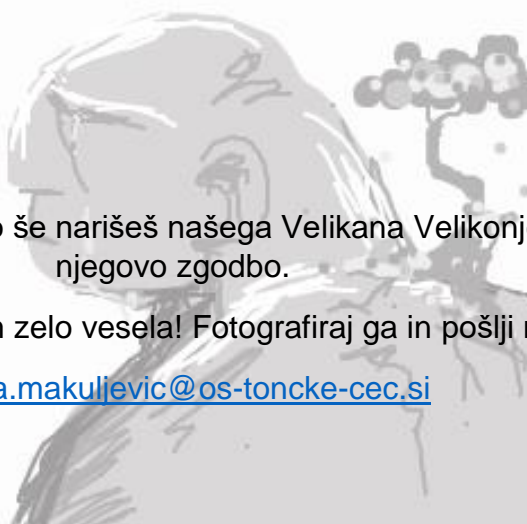 še narišeš našega Velikana Velikonj
njegovo zgodbo.
zelo vesela! Fotografiraj ga in pošlji
a.makuljevic@os-toncke-cec.si